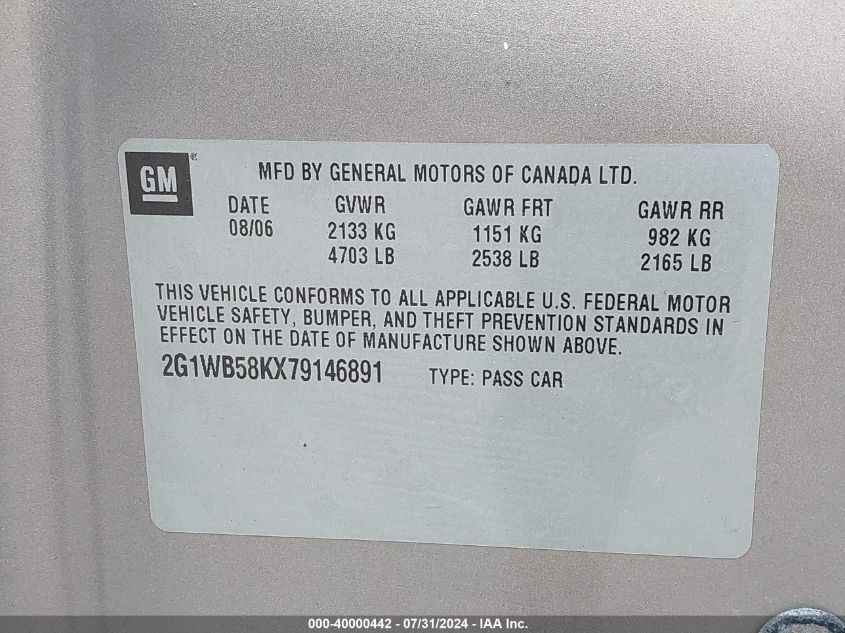 GM ®
MFD BY GENERAL MOTORS OF CANADA LTD.
DATE GVWR GAWR FRT GAWR RR
08/06 2133 KG 1151 KG 982 KG
4703 LB 2538 LB 2165 LB
THIS VEHICLE CONFORMS TO ALL APPLICABLE U.S. FEDERAL MOTOR
VEHICLE SAFETY, BUMPER, AND THEFT PREVENTION STANDARDS IN
EFFECT ON THE DATE OF MANUFACTURE SHOWN ABOVE.
2G1WB58KX79146891 TYPE: PASS CAR
000-40000442 - 07/31/2024 - IAA Inc.